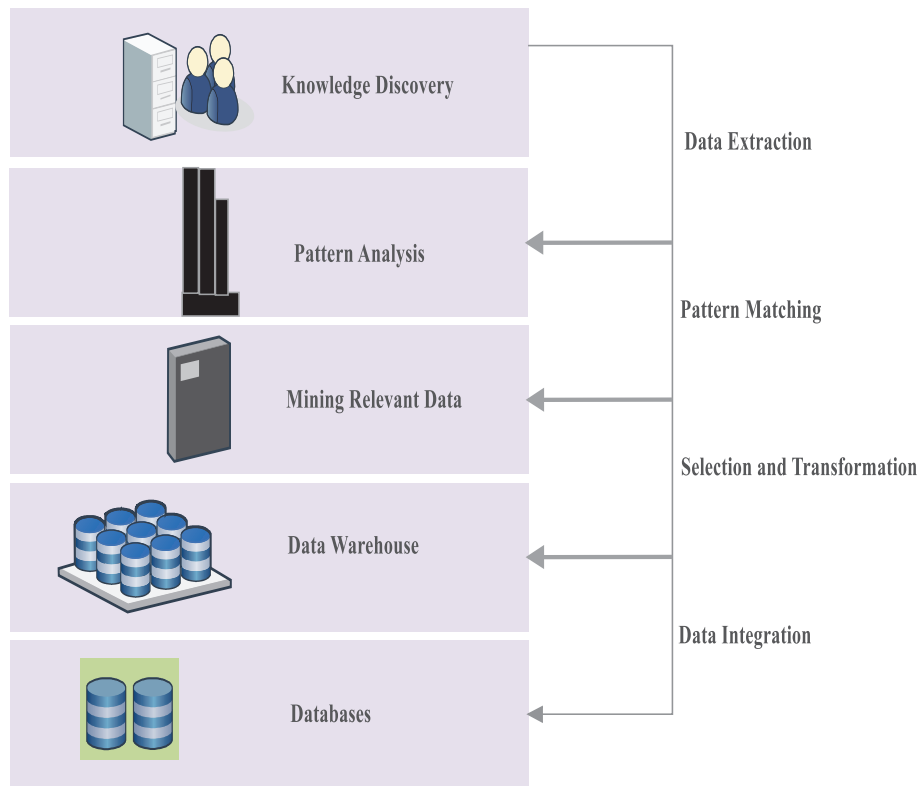 Knowledge Discovery
Data Extraction
Pattern Analysis
Pattern Matching
Mining Relevant Data
Selection and Transformation
Data Warehouse
Data Integration
Databases